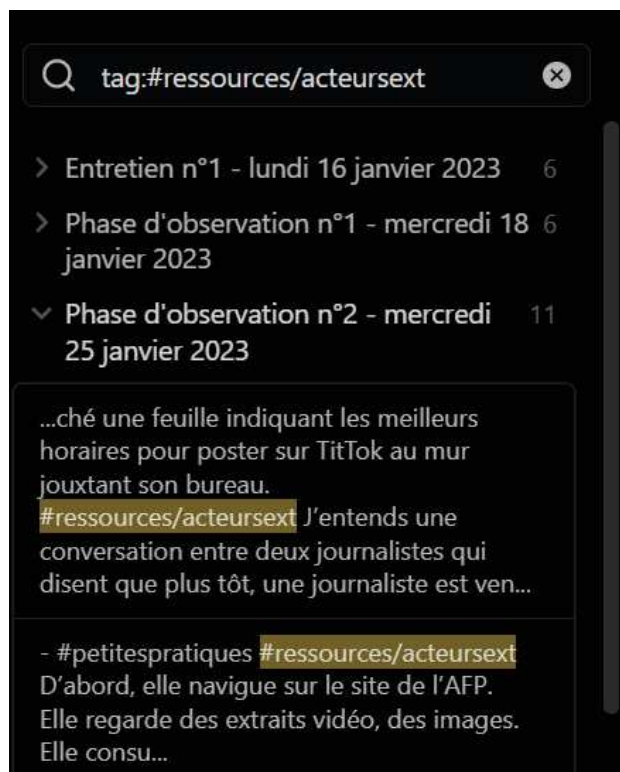 tag:#ressources/acteursext
Entretien n°1 - lundi 16 janvier 2023 6
Phase d'observation n°1 - mercredi 18 6
janvier 2023
Phase d'observation n°2 - mercredi 11
25 janvier 2023
...ché une feuille indiquant les meilleurs
horaires pour poster sur TitTok au mur
jouxtant son bureau.
#ressources/acteursext J’entends une
conversation entre deux journalistes qui
disent que plus tôt, une journaliste est ven...
- #petitespratiques #ressources/acteursext
D’abord, elle navigue sur le site de l’AFP.
Elle regarde des extraits vidéo, des images.
Elle consu...